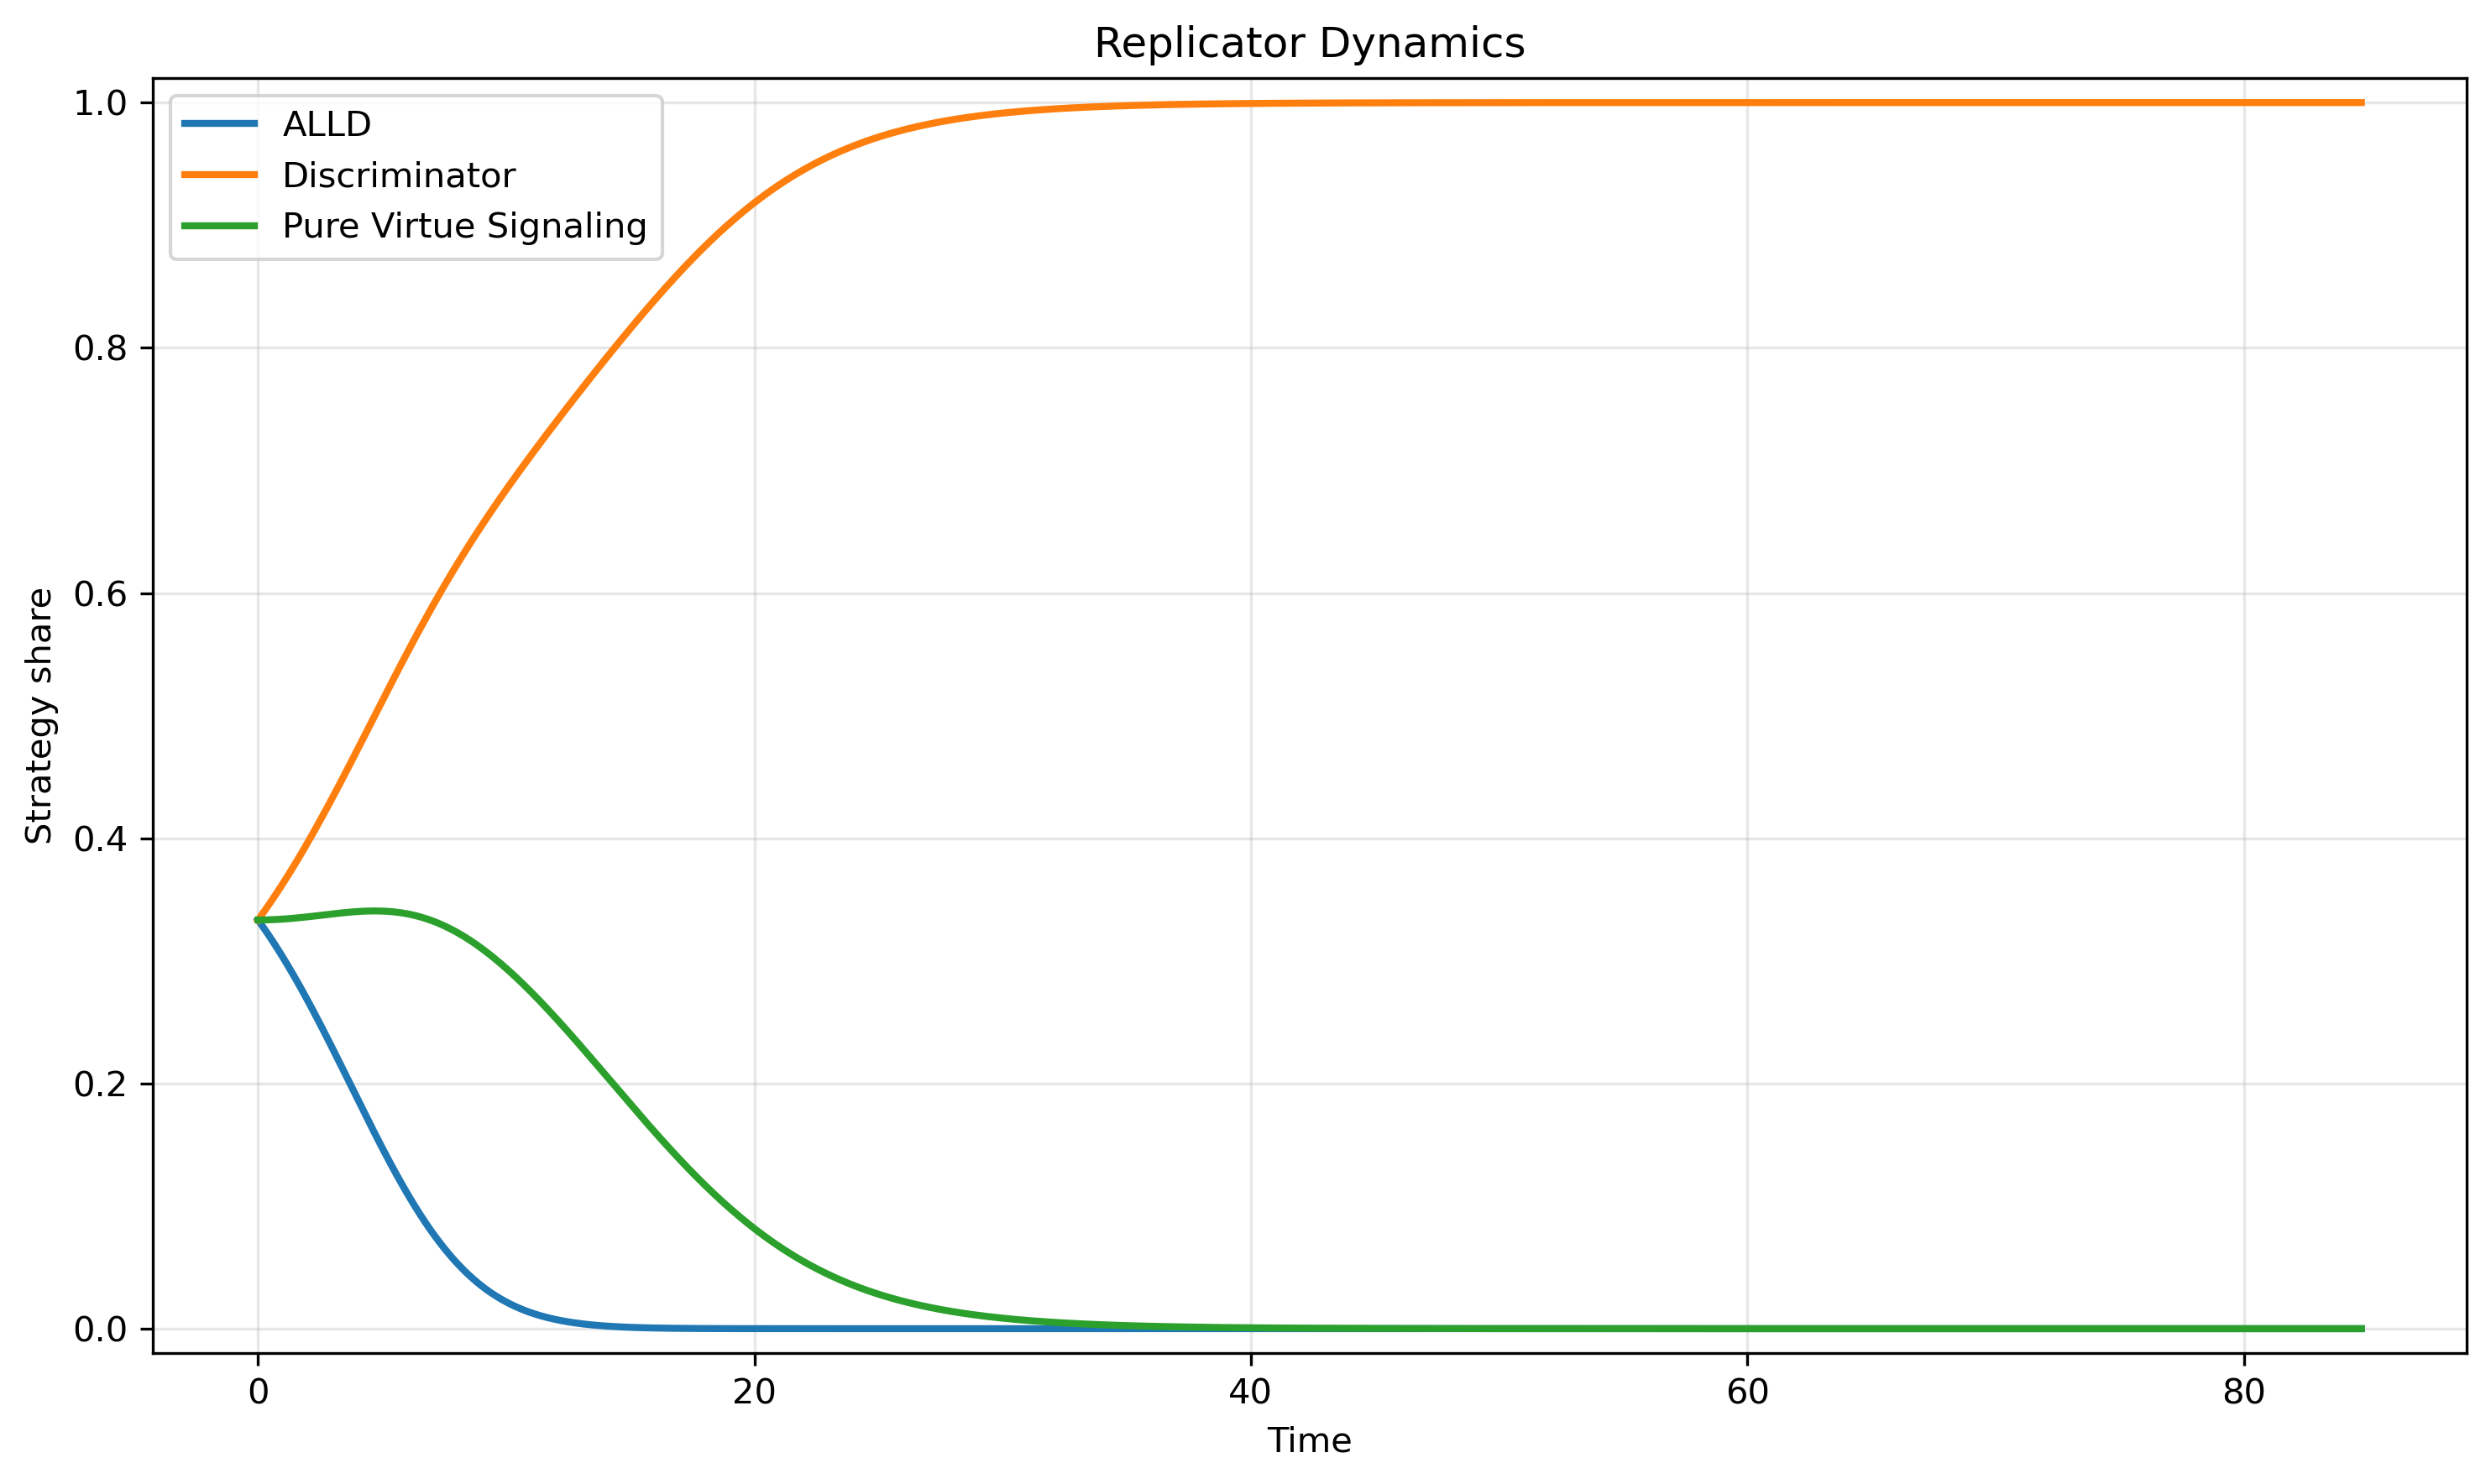 Replicator Dynamics
ALLD
Discriminator
Pure Virtue Signaling
Strategy share
1.0
0.8
0.6
0.4
0.2
0.0
0 20 40 60 80
Time